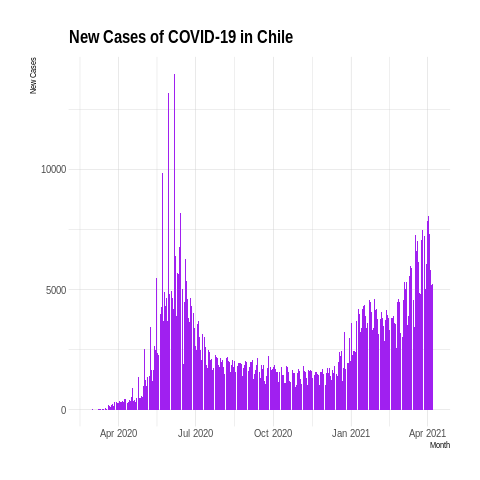 New Cases of COVID-19 in Chile
New Cases
10000
5000
0
Apr 2020 Jul 2020 Oct 2020 Jan 2021 Apr 2021
Month